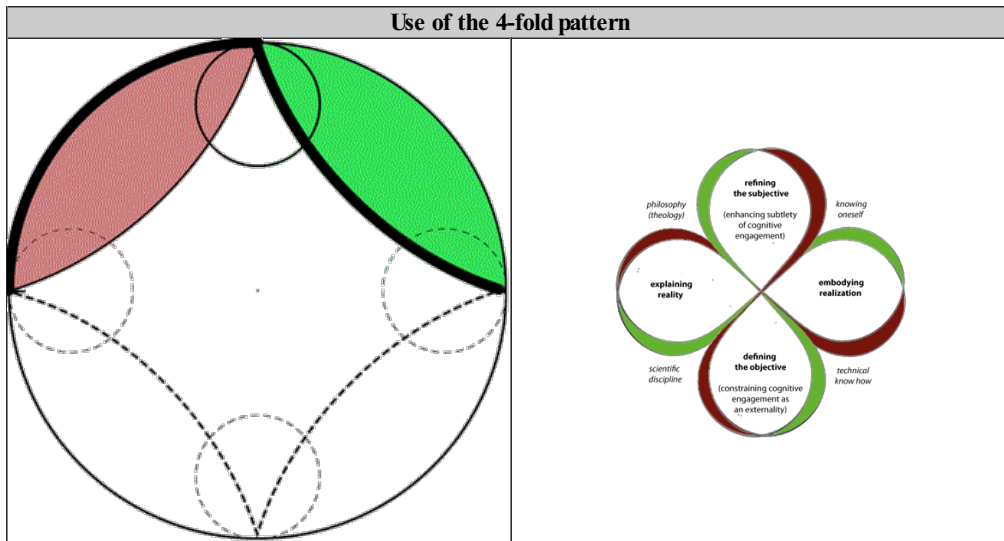 Use of the 4-fold pattern
refining
the subjective
(enhancing subtlety
of cognitive
engagement)
philosophy
(theology)
knowing
oneself
explaining
reality
embodying
realization
defining
the objective
(constraining cognitive
engagement as
an externality)
scientific
discipline
technical
know how